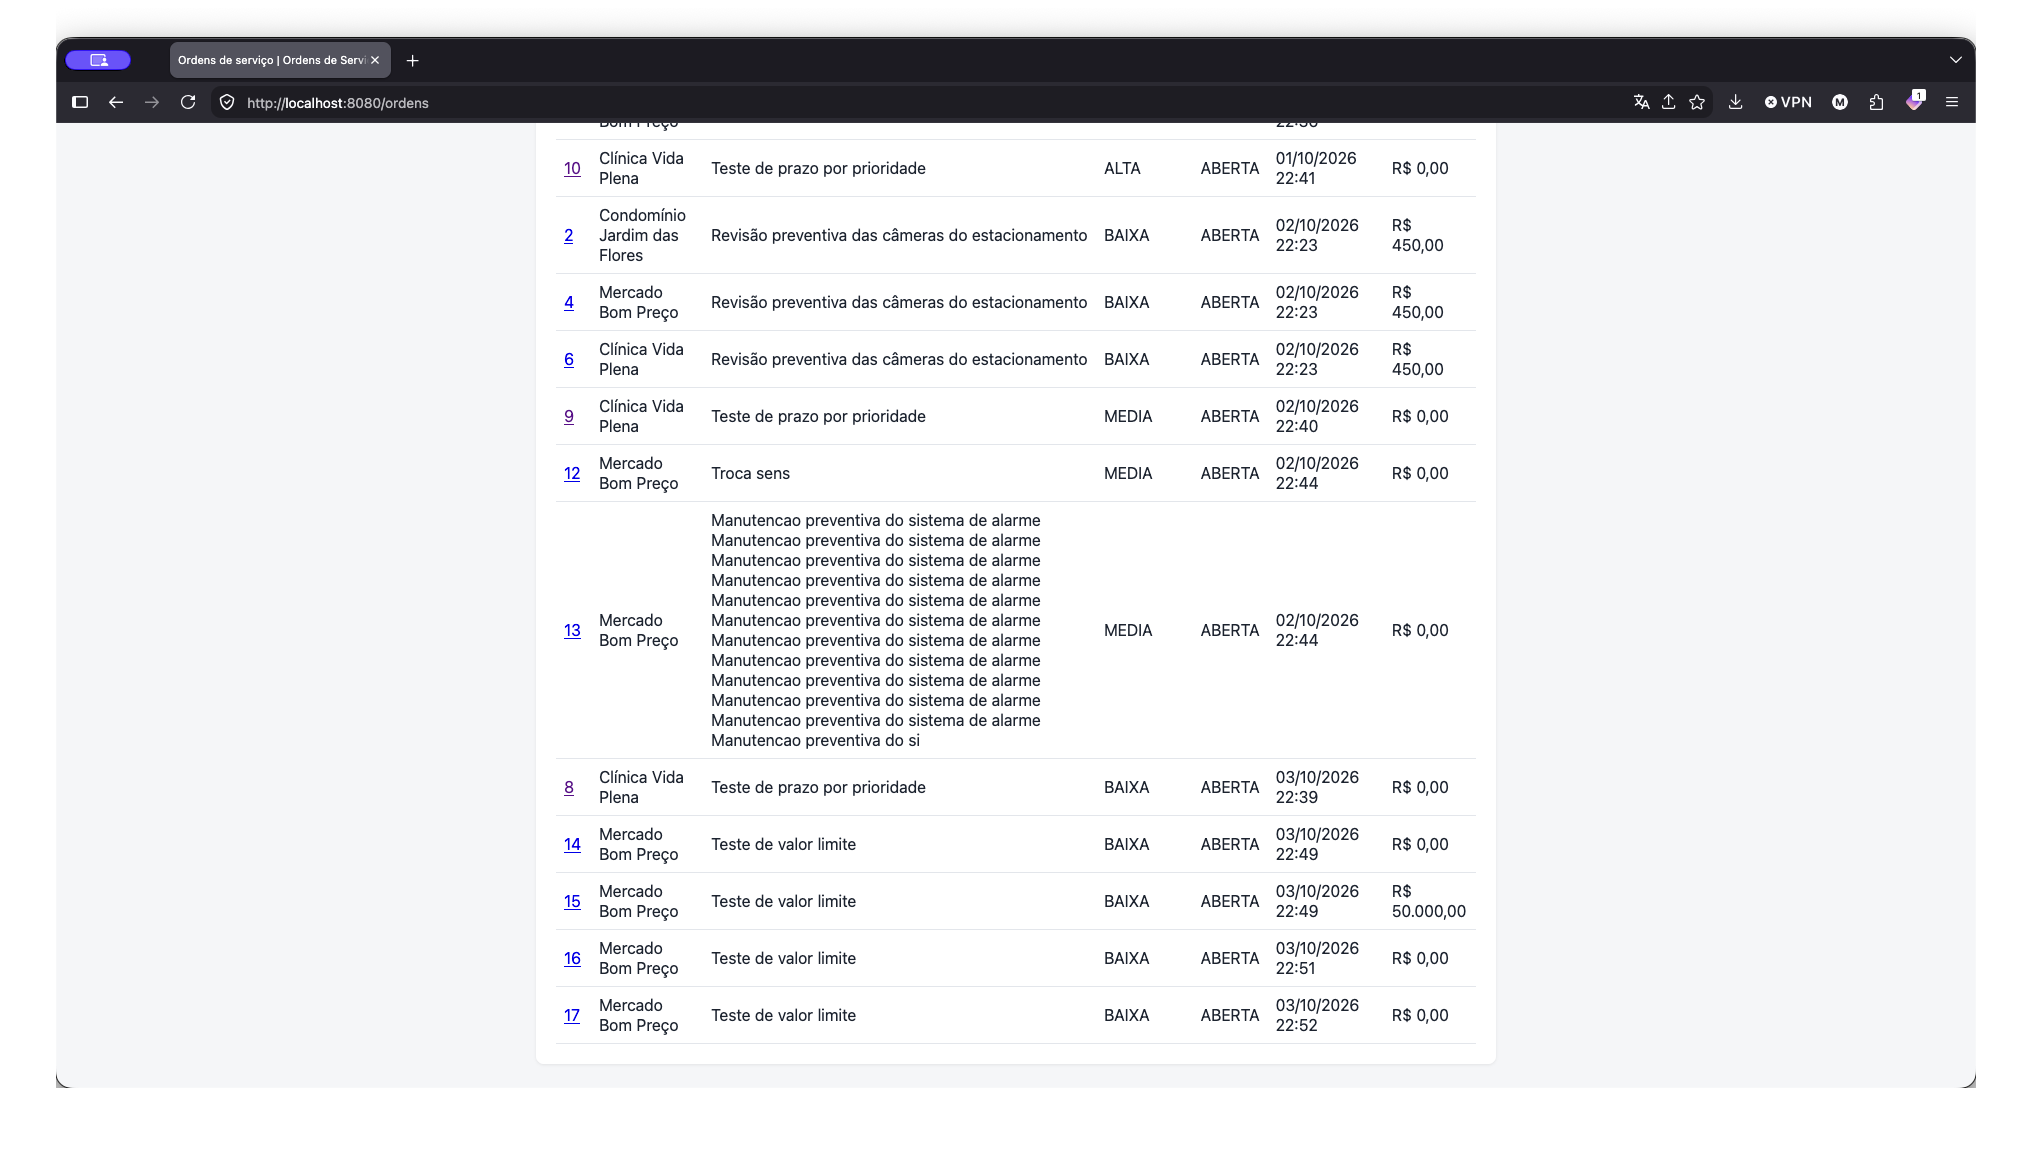 Ordens de serviço | Ordens de Servi
http://localhost:8080/ordens
VPN
M
1
Bom Preço
22:36
10 Clínica Vida Plena Teste de prazo por prioridade ALTA ABERTA 01/10/2026 22:41 R$ 0,00
2 Condomínio Jardim das Flores Revisão preventiva das câmeras do estacionamento BAIXA ABERTA 02/10/2026 22:23 R$ 450,00
4 Mercado Bom Preço Revisão preventiva das câmeras do estacionamento BAIXA ABERTA 02/10/2026 22:23 R$ 450,00
6 Clínica Vida Plena Revisão preventiva das câmeras do estacionamento BAIXA ABERTA 02/10/2026 22:23 R$ 450,00
9 Clínica Vida Plena Teste de prazo por prioridade MEDIA ABERTA 02/10/2026 22:40 R$ 0,00
12 Mercado Bom Preço Troca sens MEDIA ABERTA 02/10/2026 22:44 R$ 0,00
13 Mercado Bom Preço
Manutencao preventiva do sistema de alarme
Manutencao preventiva do sistema de alarme
Manutencao preventiva do sistema de alarme
Manutencao preventiva do sistema de alarme
Manutencao preventiva do sistema de alarme
Manutencao preventiva do sistema de alarme
Manutencao preventiva do sistema de alarme
Manutencao preventiva do sistema de alarme
Manutencao preventiva do sistema de alarme
Manutencao preventiva do sistema de alarme
Manutencao preventiva do sistema de alarme
Manutencao preventiva do si
MEDIA ABERTA 02/10/2026 22:44 R$ 0,00
8 Clínica Vida Plena Teste de prazo por prioridade BAIXA ABERTA 03/10/2026 22:39 R$ 0,00
14 Mercado Bom Preço Teste de valor limite BAIXA ABERTA 03/10/2026 22:49 R$ 0,00
15 Mercado Bom Preço Teste de valor limite BAIXA ABERTA 03/10/2026 22:49 R$ 50.000,00
16 Mercado Bom Preço Teste de valor limite BAIXA ABERTA 03/10/2026 22:51 R$ 0,00
17 Mercado Bom Preço Teste de valor limite BAIXA ABERTA 03/10/2026 22:52 R$ 0,00